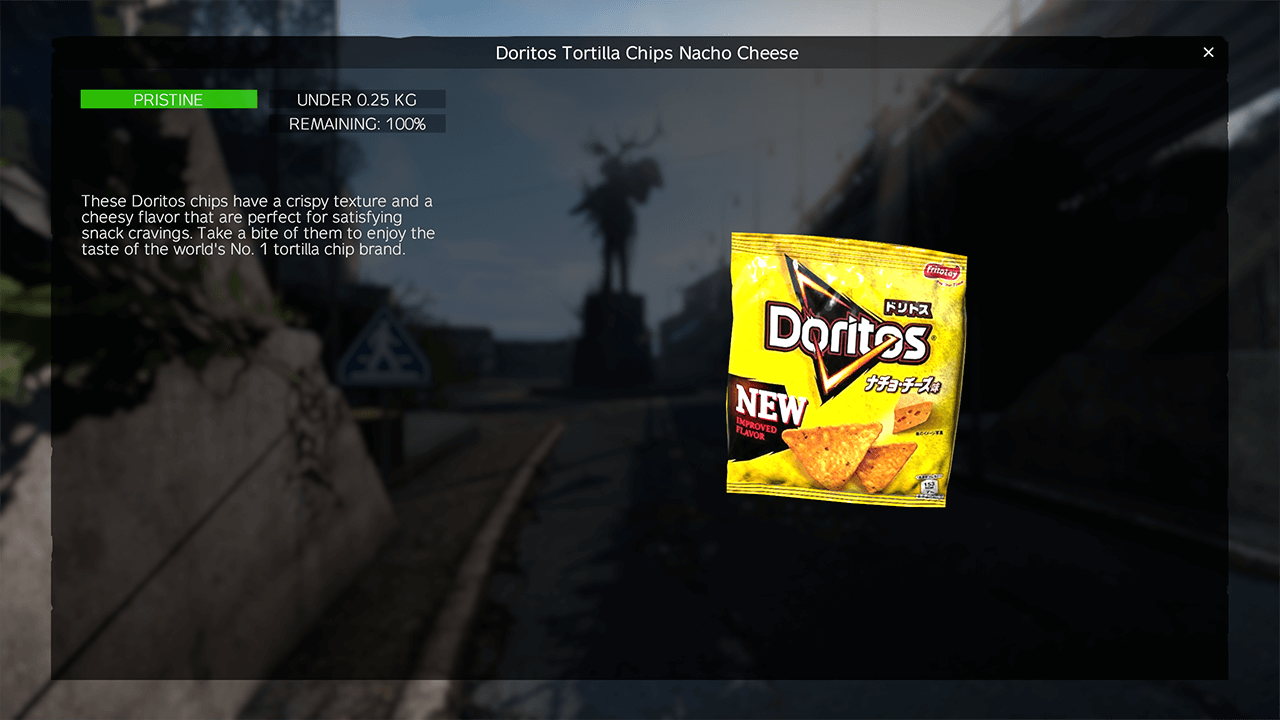 Doritos Tortilla Chips Nacho Cheese
PRISTINE
UNDER 0.25 KG
REMAINING: 100%
These Doritos chips have a crispy texture and a
cheesy flavor that are perfect for satisfying
snack cravings. Take a bite of them to enjoy the
taste of the world's No. 1 tortilla chip brand.
FritoLay
ドリトス
Doritos
ナチョ・チーズ味
NEW
IMPROVED
FLAVOR